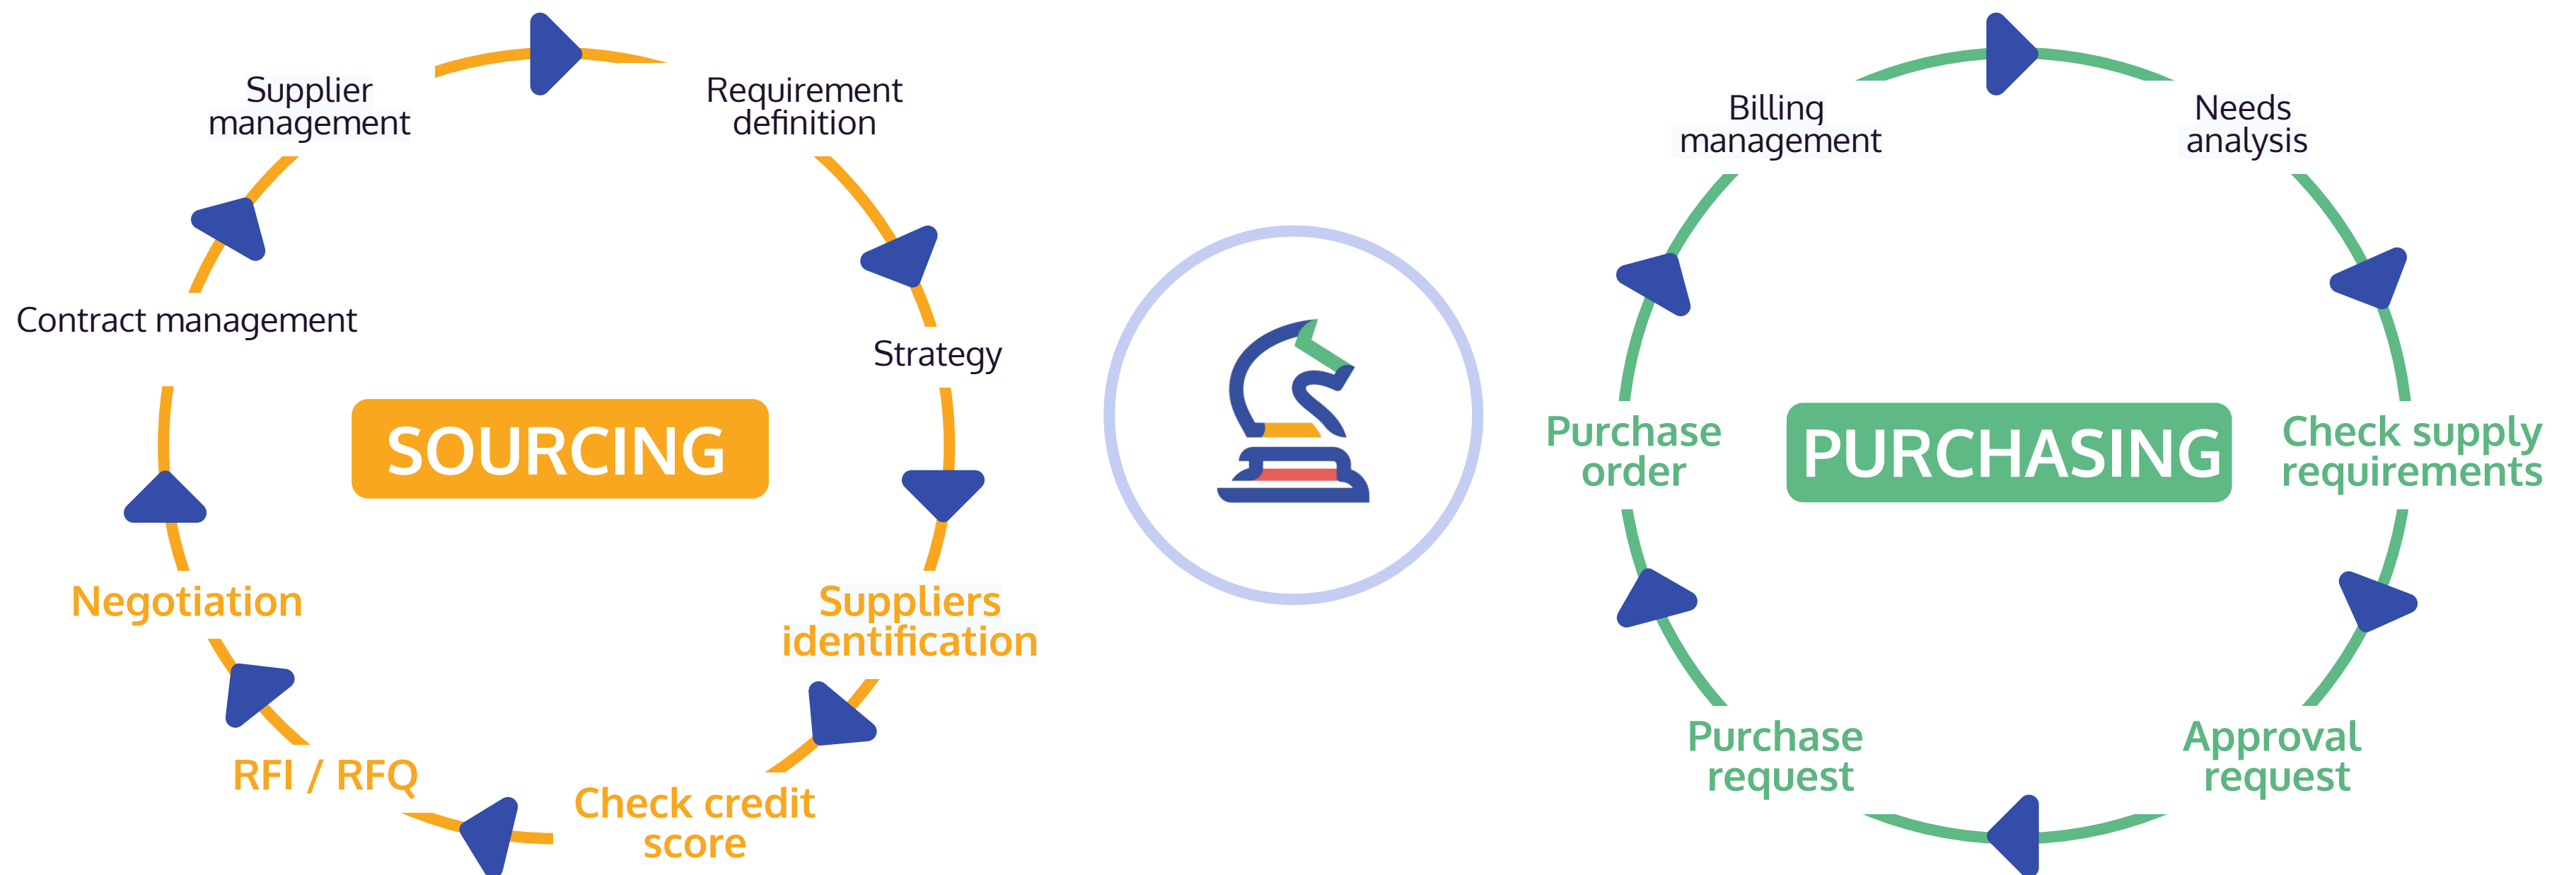 Supplier
management
Requirement
definition
Strategy
Suppliers
identification
Check credit
score
RFI / RFQ
Negotiation
Contract management
SOURCING
Billing
management
Needs
analysis
Check supply
requirements
Approval
request
Purchase
request
Purchase
order
PURCHASING